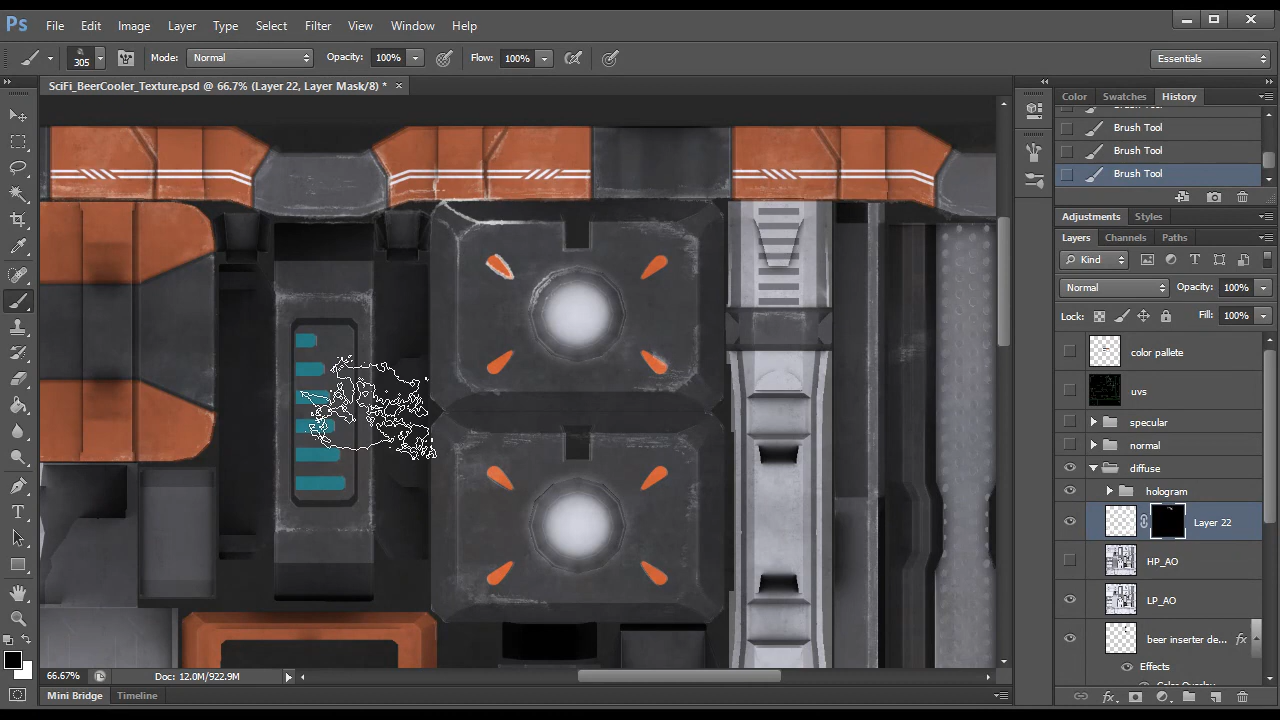 Ps File Edit Image Layer Type Select Filter View Window Help
305 Mode: Normal Opacity: 100% Flow: 100% Essentials
SciFi_BeerCooler_Texture.psd @ 66.7% (Layer 22, Layer Mask/8) * ×
Color Swatches History
Brush Tool
Brush Tool
Brush Tool
Adjustments Styles
Layers Channels Paths
Kind T
Normal Opacity: 100%
Lock: Fill: 100%
color pallete
uvs
specular
normal
diffuse
hologram
Layer 22
HP_AO
LP_AO
beer inserter de... fx
Effects
66.67% Doc: 12.0M/922.9M
Mini Bridge Timeline fx